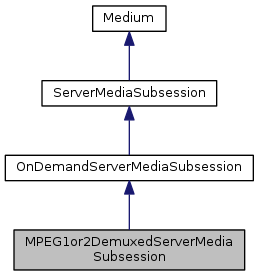 Medium
ServerMediaSubsession
OnDemandServerMediaSubsession
MPEG1or2DemuxedServerMedia
Subsession